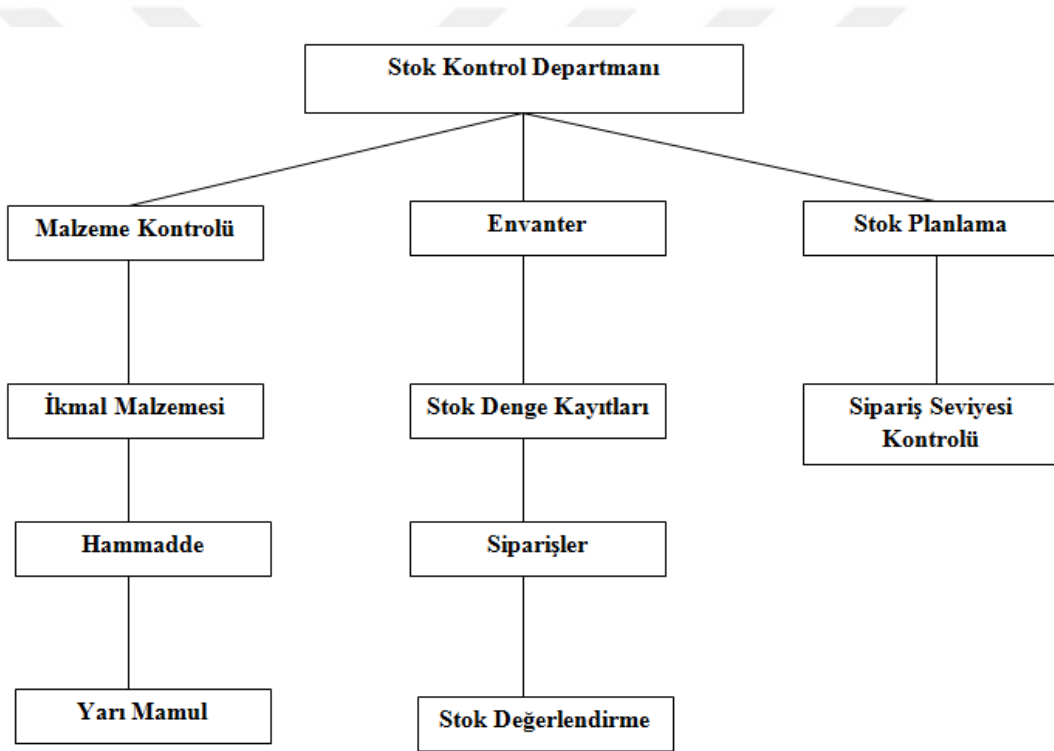 Stok Kontrol Departmanı
Malzeme Kontrolü
Envanter
Stok Planlama
İkmal Malzemesi
Stok Denge Kayıtları
Sipariş Seviyesi
Kontrolü
Hammadde
Siparişler
Yarı Mamul
Stok Değerlendirme